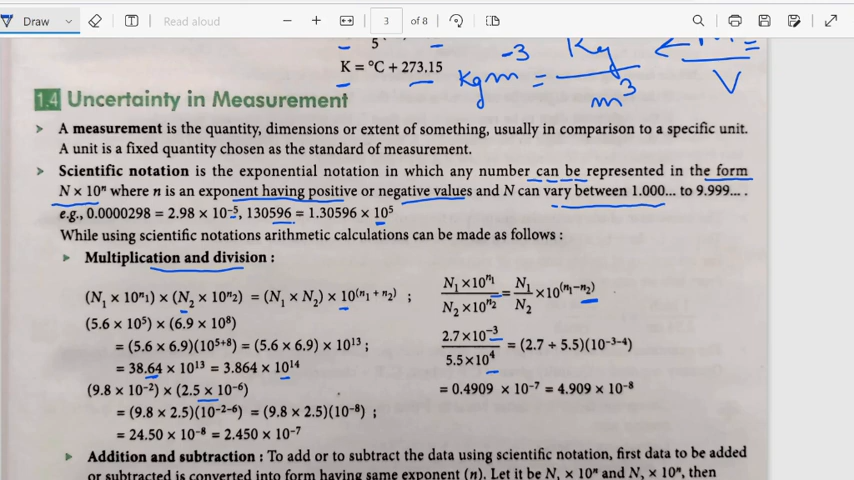 Draw
Read aloud
3 of 8
5
K = °C + 273.15
kgm⁻³ = Kg / m³
V
1.4 Uncertainty in Measurement
➤ A measurement is the quantity, dimensions or extent of something, usually in comparison to a specific unit.
A unit is a fixed quantity chosen as the standard of measurement.
➤ Scientific notation is the exponential notation in which any number can be represented in the form
N × 10ⁿ where n is an exponent having positive or negative values and N can vary between 1.000... to 9.999... .
e.g., 0.0000298 = 2.98 × 10⁻⁵, 130596 = 1.30596 × 10⁵
While using scientific notations arithmetic calculations can be made as follows :
▸ Multiplication and division :
(N₁ × 10^n₁) × (N₂ × 10^n₂) = (N₁ × N₂) × 10^(n₁ + n₂) ;
(5.6 × 10⁵) × (6.9 × 10⁸)
= (5.6 × 6.9)(10⁵⁺⁸) = (5.6 × 6.9) × 10¹³ ;
= 38.64 × 10¹³ = 3.864 × 10¹⁴
(9.8 × 10⁻²) × (2.5 × 10⁻⁶)
= (9.8 × 2.5)(10⁻²⁻⁶) = (9.8 × 2.5)(10⁻⁸) ;
= 24.50 × 10⁻⁸ = 2.450 × 10⁻⁷
N₁ × 10^n₁ / N₂ × 10^n₂ = N₁ / N₂ × 10^(n₁ − n₂)
2.7 × 10⁻³ / 5.5 × 10⁴ = (2.7 ÷ 5.5)(10⁻³⁻⁴)
= 0.4909 × 10⁻⁷ = 4.909 × 10⁻⁸
▸ Addition and subtraction : To add or to subtract the data using scientific notation, first data to be added
or subtracted is converted into form having same exponent (n). Let it be N₁ × 10ⁿ and N₂ × 10ⁿ, then